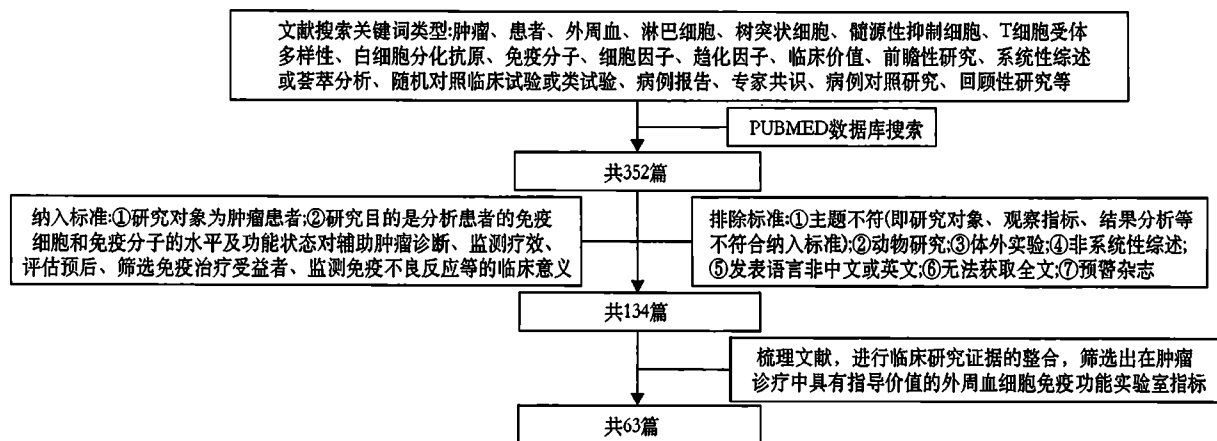 文献搜索关键词类型:肿瘤、患者、外周血、淋巴细胞、树突状细胞、髓源性抑制细胞、T细胞受体
多样性、白细胞分化抗原、免疫分子、细胞因子、趋化因子、临床价值、前瞻性研究、系统性综述
或荟萃分析、随机对照临床试验或类试验、病例报告、专家共识、病例对照研究、回顾性研究等
PUBMED数据库搜索
共352篇
纳入标准:①研究对象为肿瘤患者;②研究目的是分析患者的免疫
细胞和免疫分子的水平及功能状态对辅助肿瘤诊断、监测疗效、
评估预后、筛选免疫治疗受益者、监测免疫不良反应等的临床意义
排除标准:①主题不符(即研究对象、观察指标、结果分析等
不符合纳入标准);②动物研究;③体外实验;④非系统性综述;
⑤发表语言非中文或英文;⑥无法获取全文;⑦预警杂志
共134篇
梳理文献，进行临床研究证据的整合，筛选出在肿瘤
诊疗中具有指导价值的外周血细胞免疫功能实验室指标
共63篇